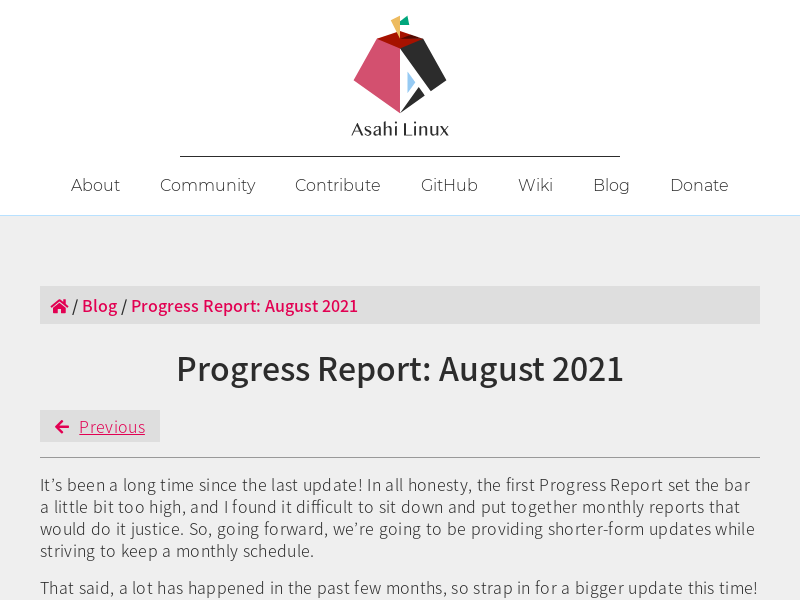 Asahi Linux
About Community Contribute GitHub Wiki Blog Donate
/ Blog / Progress Report: August 2021
Progress Report: August 2021
Previous
It’s been a long time since the last update! In all honesty, the first Progress Report set the bar
a little bit too high, and I found it difficult to sit down and put together monthly reports that
would do it justice. So, going forward, we’re going to be providing shorter-form updates while
striving to keep a monthly schedule.
That said, a lot has happened in the past few months, so strap in for a bigger update this time!